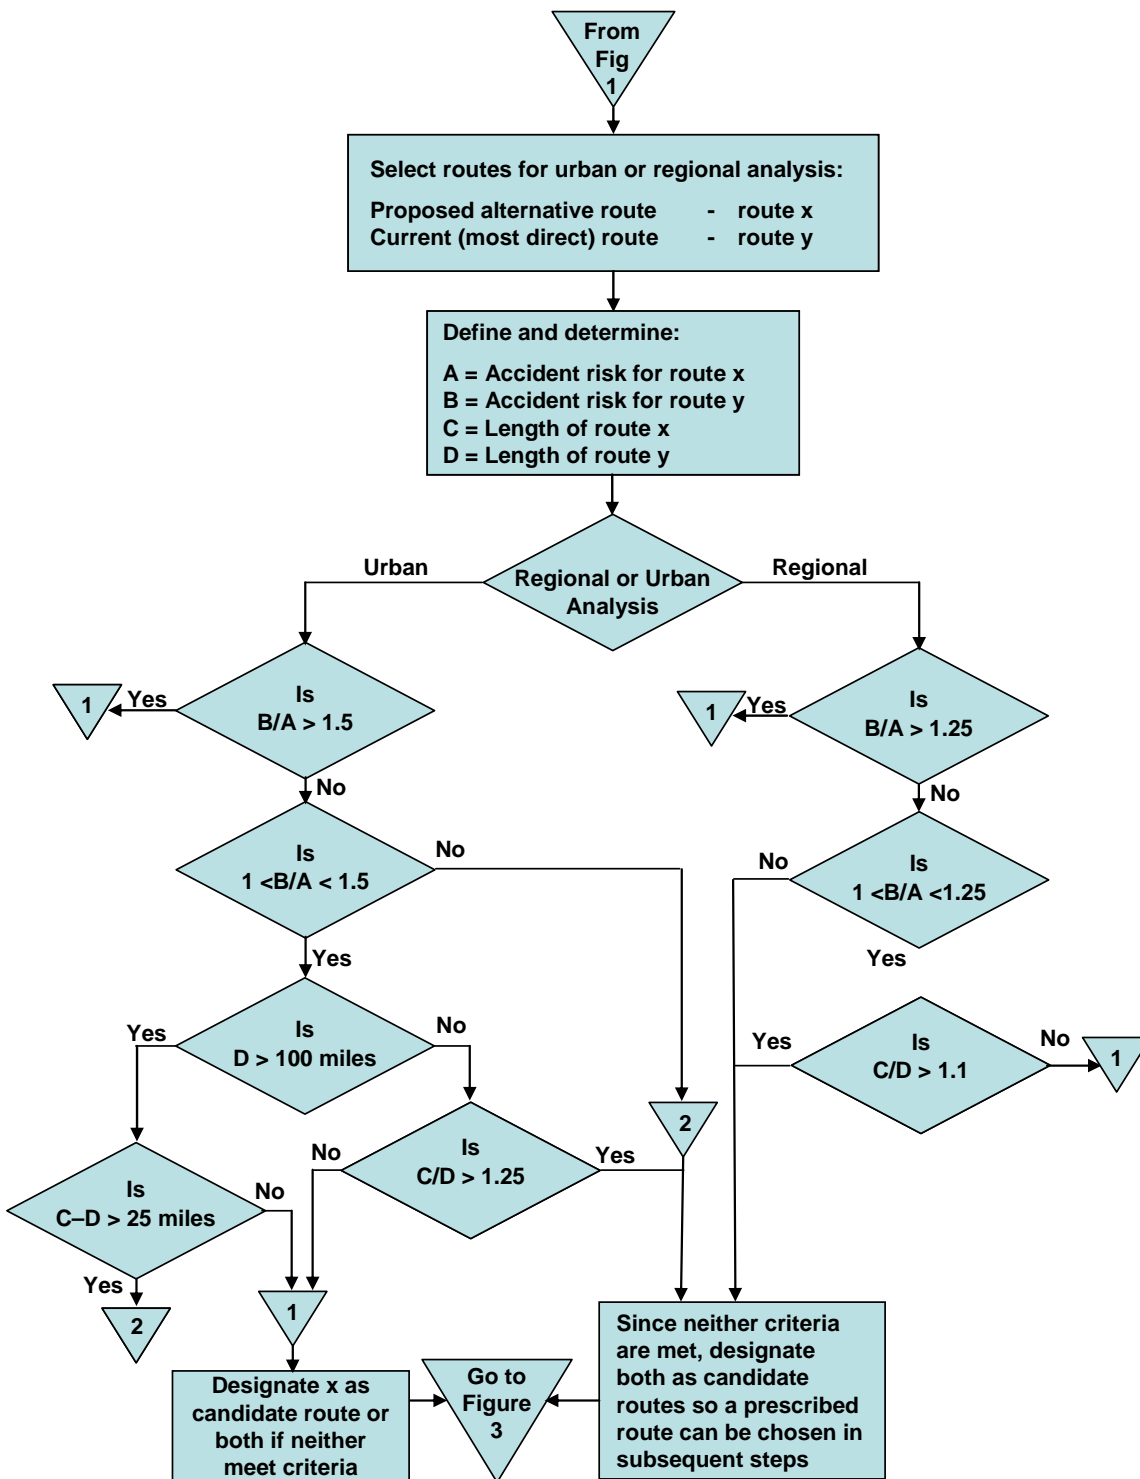 From
Fig
1
Select routes for urban or regional analysis:
Proposed alternative route - route x
Current (most direct) route - route y
Define and determine:
A = Accident risk for route x
B = Accident risk for route y
C = Length of route x
D = Length of route y
Urban
Regional or Urban
Analysis
Regional
1
Yes
Is
B/A > 1.5
1
Yes
Is
B/A > 1.25
No
No
Is
1 <B/A < 1.5
No
No
Is
1 <B/A <1.25
Yes
Yes
Yes
Is
D > 100 miles
No
Yes
Is
C/D > 1.1
No
1
2
No
Is
C/D > 1.25
Yes
Is
C–D > 25 miles
No
Yes
2
1
Since neither criteria
are met, designate
both as candidate
routes so a prescribed
route can be chosen in
subsequent steps
Designate x as
candidate route or
both if neither
meet criteria
Go to
Figure
3